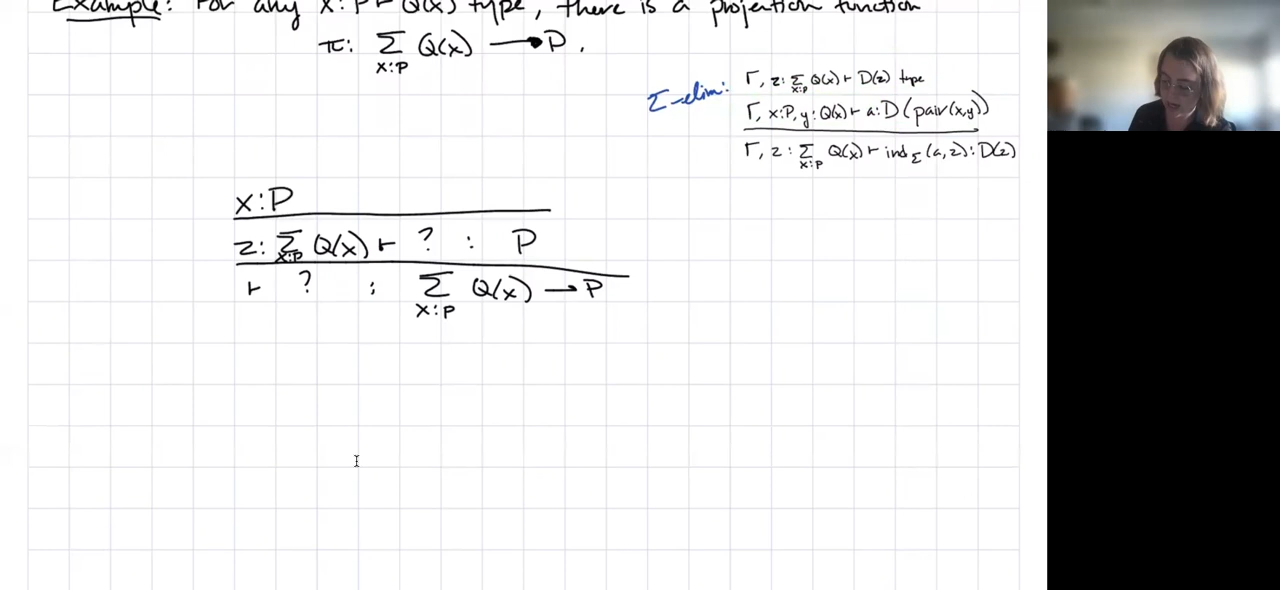 Example: For any x:P ⊢ Q(x) type, there is a projection function
π: Σ_{x:P} Q(x) → P.
Σ-elim: Γ, z: Σ_{x:P} Q(x) ⊢ D(z) type
Γ, x:P, y:Q(x) ⊢ a:D(pair(x,y))
Γ, z: Σ_{x:P} Q(x) ⊢ ind_Σ(a,z):D(z)
x:P
z: Σ_{x:P} Q(x) ⊢ ? : P
⊢ ? : Σ_{x:P} Q(x) → P